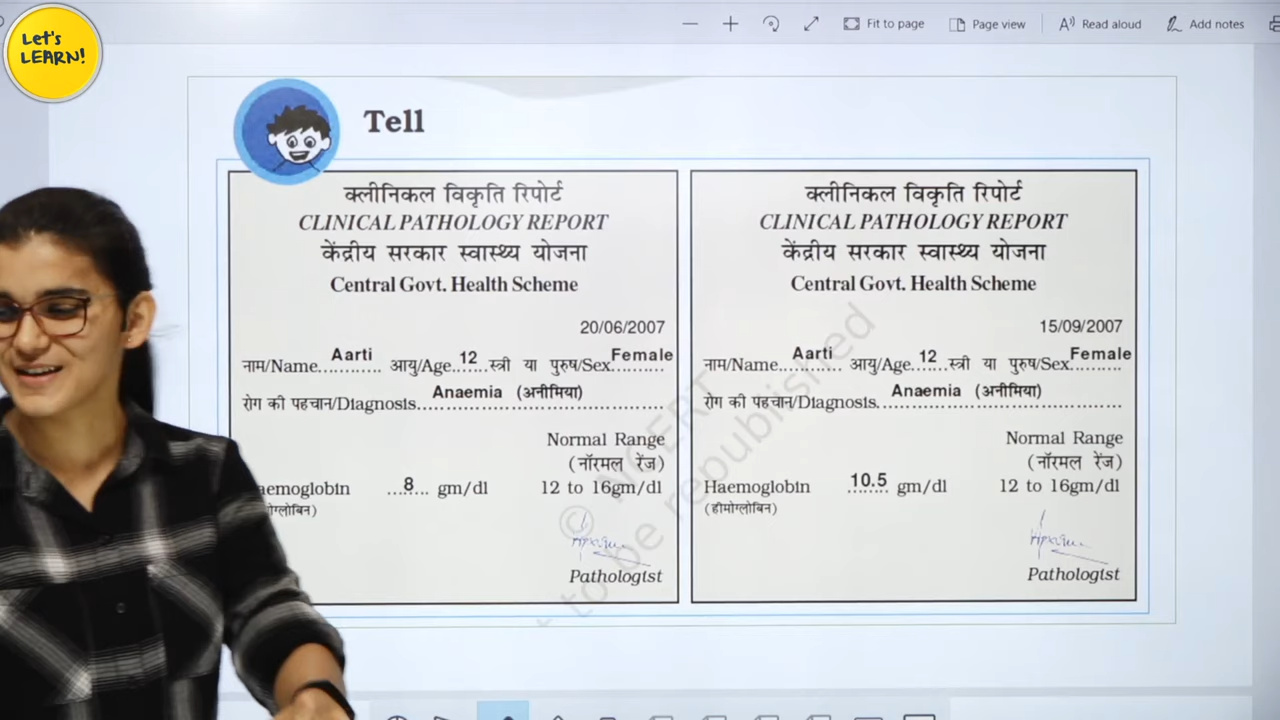 Let's
LEARN!
Fit to page
Page view
Read aloud
Add notes
Tell
क्लीनिकल विकृति रिपोर्ट
CLINICAL PATHOLOGY REPORT
केंद्रीय सरकार स्वास्थ्य योजना
Central Govt. Health Scheme
20/06/2007
नाम/Name............ Aarti आयु/Age..12...स्त्री या पुरुष/Sex Female
रोग की पहचान/Diagnosis Anaemia (अनीमिया)
Normal Range
(नॉरमल रेंज)
aemoglobin ...8... gm/dl 12 to 16gm/dl
ोग्लोबिन)
Pathologist
क्लीनिकल विकृति रिपोर्ट
CLINICAL PATHOLOGY REPORT
केंद्रीय सरकार स्वास्थ्य योजना
Central Govt. Health Scheme
15/09/2007
नाम/Name............ Aarti आयु/Age..12...स्त्री या पुरुष/Sex Female
रोग की पहचान/Diagnosis Anaemia (अनीमिया)
Normal Range
(नॉरमल रेंज)
Haemoglobin 10.5 gm/dl 12 to 16gm/dl
(हीमोग्लोबिन)
Pathologist
© NCERT
to be republished